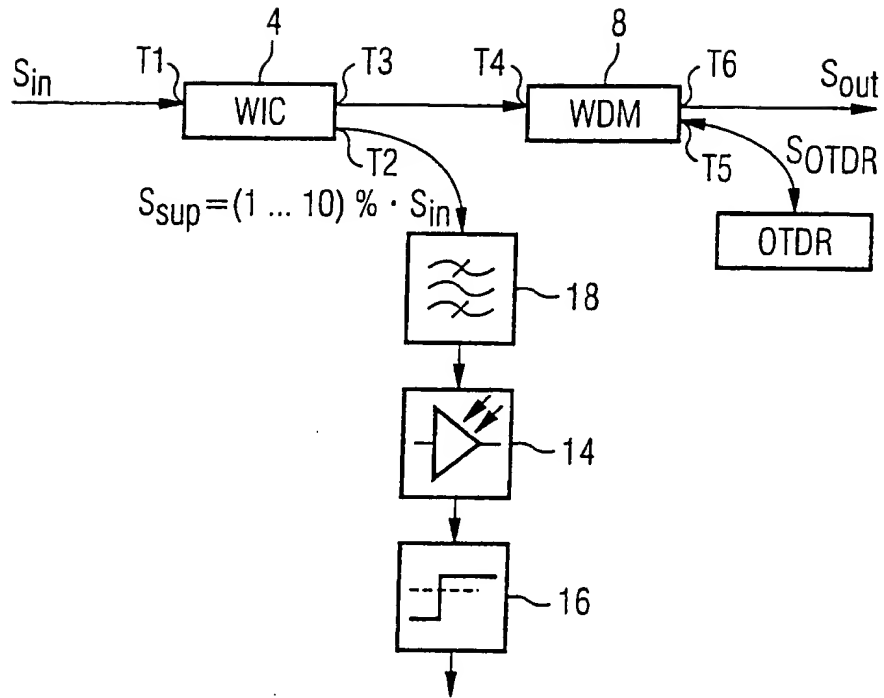 4
8
S_in
T1
WIC
T3
T2
T4
WDM
T6
T5
S_out
S_OTDR
OTDR
S_sup = (1 ... 10) % · S_in
18
14
16